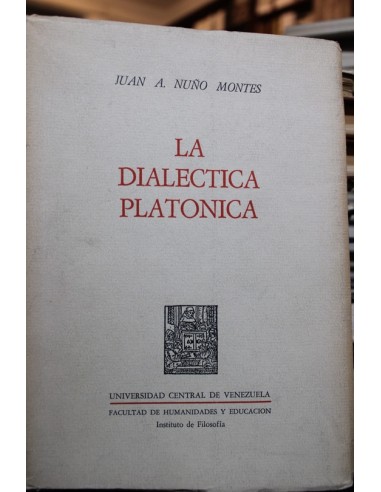 JUAN A. NUÑO MONTES
LA
DIALECTICA
PLATONICA
UNIVERSIDAD CENTRAL DE VENEZUELA
FACULTAD DE HUMANIDADES Y EDUCACION
Instituto de Filosofía